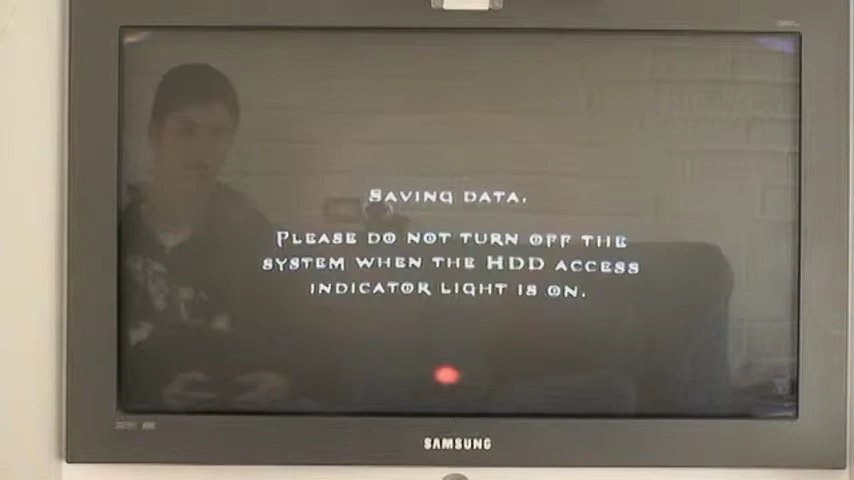 Saving data.
Please do not turn off the
system when the HDD access
indicator light is on.
SAMSUNG